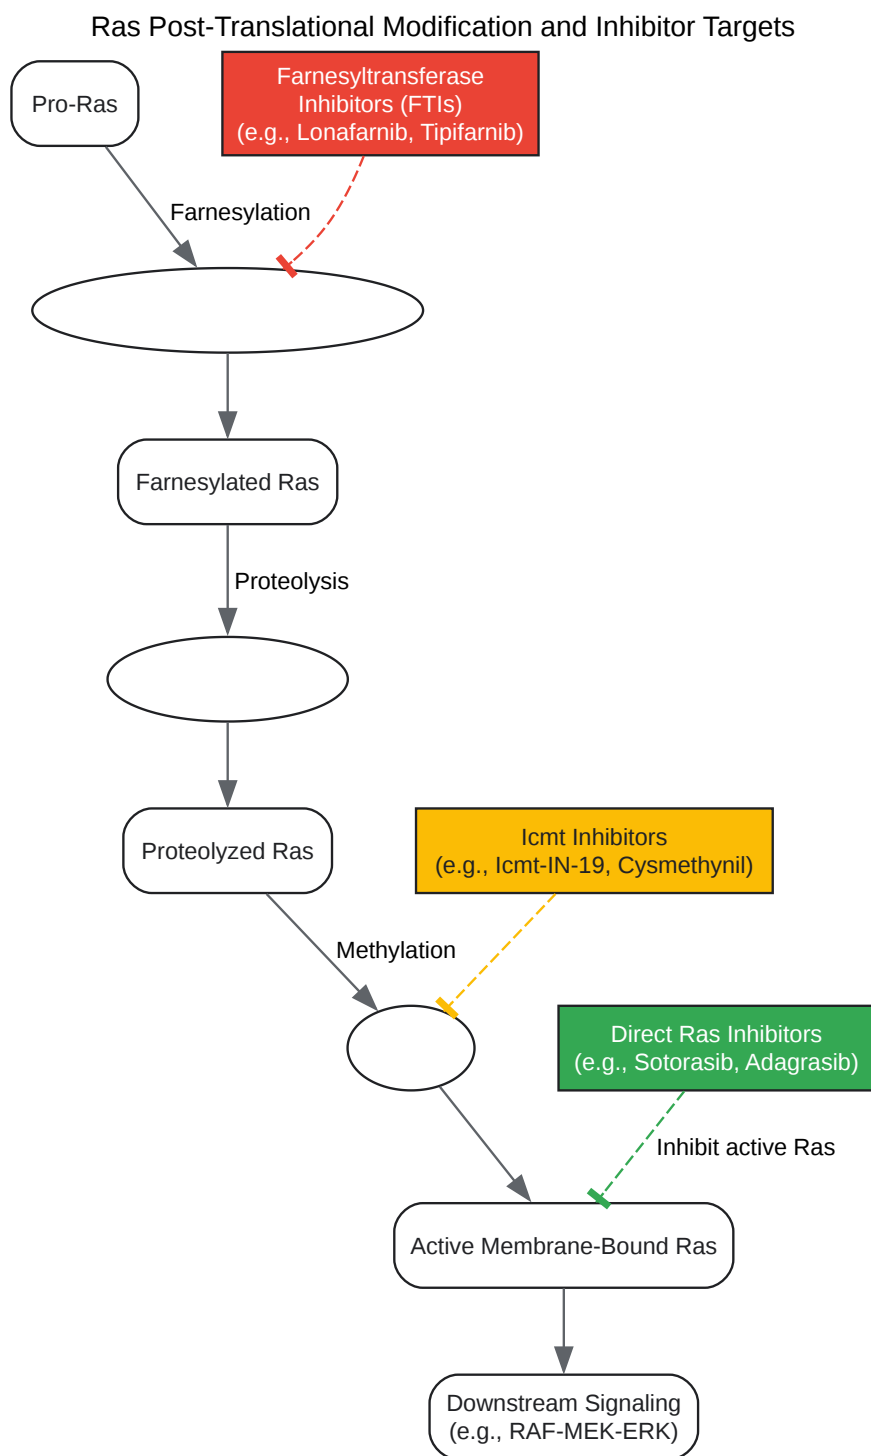 Ras Post-Translational Modification and Inhibitor Targets
Pro-Ras
Farnesyltransferase
Inhibitors (FTIs)
(e.g., Lonafarnib, Tipifarnib)
Farnesylation
Farnesylated Ras
Proteolysis
Proteolyzed Ras
Icmt Inhibitors
(e.g., Icmt-IN-19, Cysmethynil)
Methylation
Direct Ras Inhibitors
(e.g., Sotorasib, Adagrasib)
Inhibit active Ras
Active Membrane-Bound Ras
Downstream Signaling
(e.g., RAF-MEK-ERK)